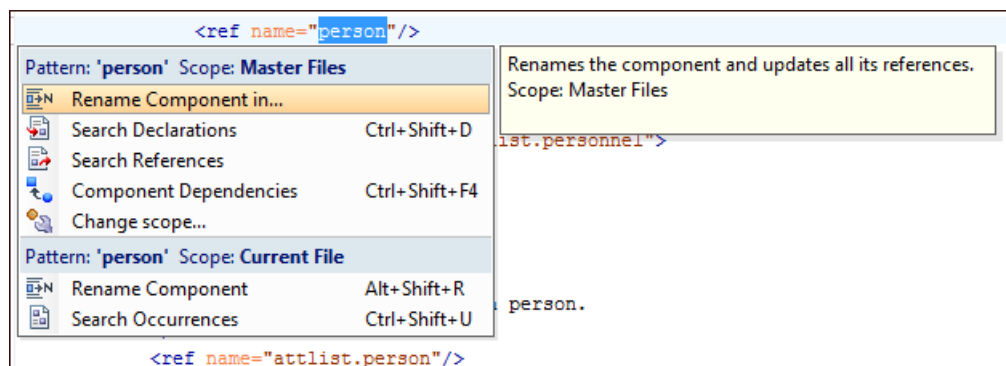 <ref name="person"/>
Pattern: 'person' Scope: Master Files
Rename Component in...
Search Declarations Ctrl+Shift+D
Search References
Component Dependencies Ctrl+Shift+F4
Change scope...
Pattern: 'person' Scope: Current File
Rename Component Alt+Shift+R
Search Occurrences Ctrl+Shift+U
Renames the component and updates all its references.
Scope: Master Files
ist.personnel">
person.
<ref name="attlist.person"/>